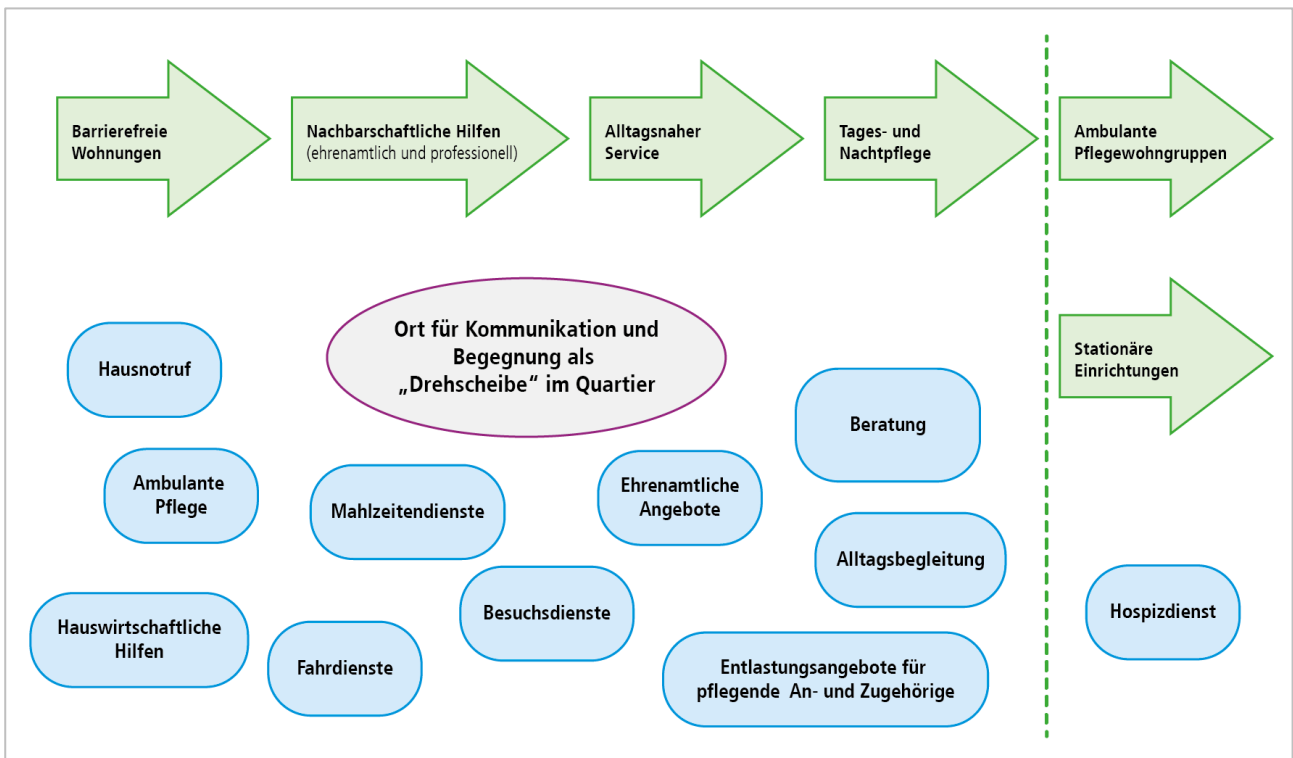 Barrierefreie
Wohnungen
Nachbarschaftliche Hilfen
(ehrenamtlich und professionell)
Alltagsnaher
Service
Tages- und
Nachtpflege
Ambulante
Pflegewohngruppen
Ort für Kommunikation und
Begegnung als
„Drehscheibe“ im Quartier
Stationäre
Einrichtungen
Hausnotruf
Beratung
Ambulante
Pflege
Mahlzeitendienste
Ehrenamtliche
Angebote
Alltagsbegleitung
Hauswirtschaftliche
Hilfen
Fahrdienste
Besuchsdienste
Entlastungsangebote für
pflegende An- und Zugehörige
Hospizdienst